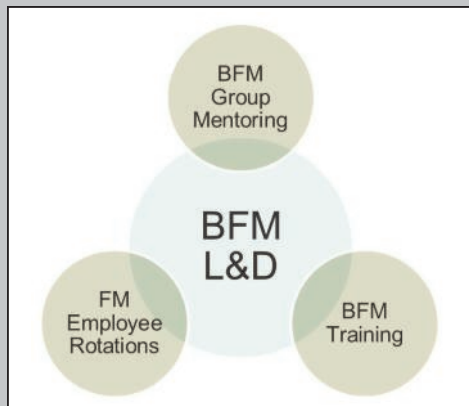 BFM
Group
Mentoring
BFM
L&D
FM
Employee
Rotations
BFM
Training